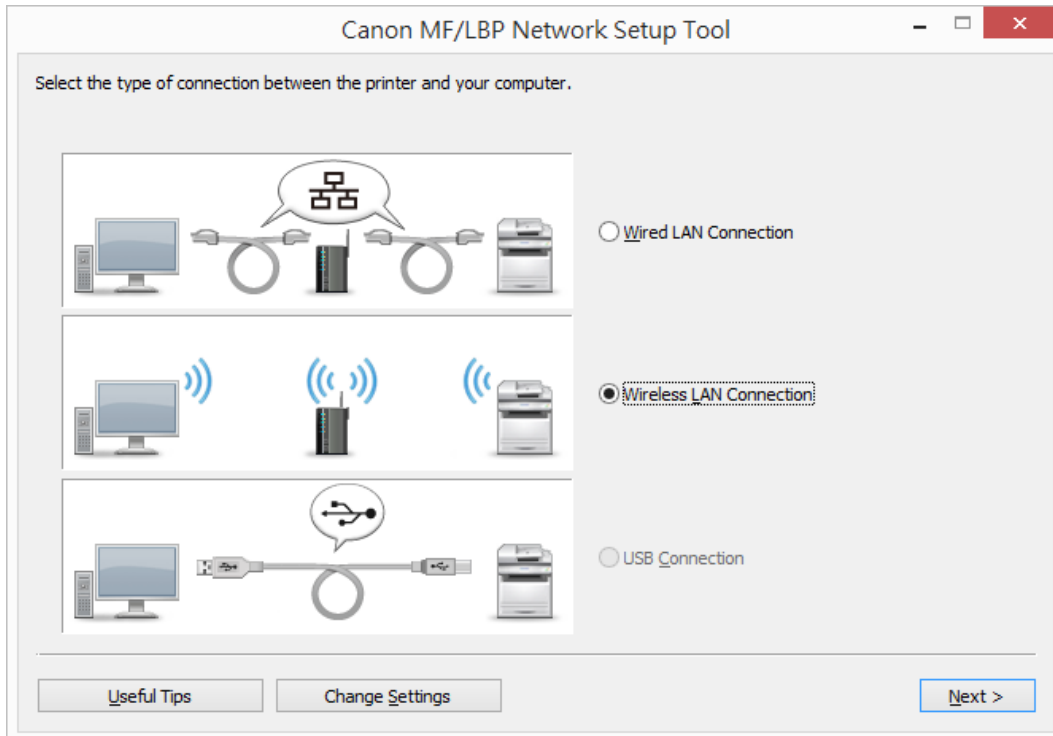 Canon MF/LBP Network Setup Tool
Select the type of connection between the printer and your computer.
Wired LAN Connection
Wireless LAN Connection
USB Connection
Useful Tips
Change Settings
Next >